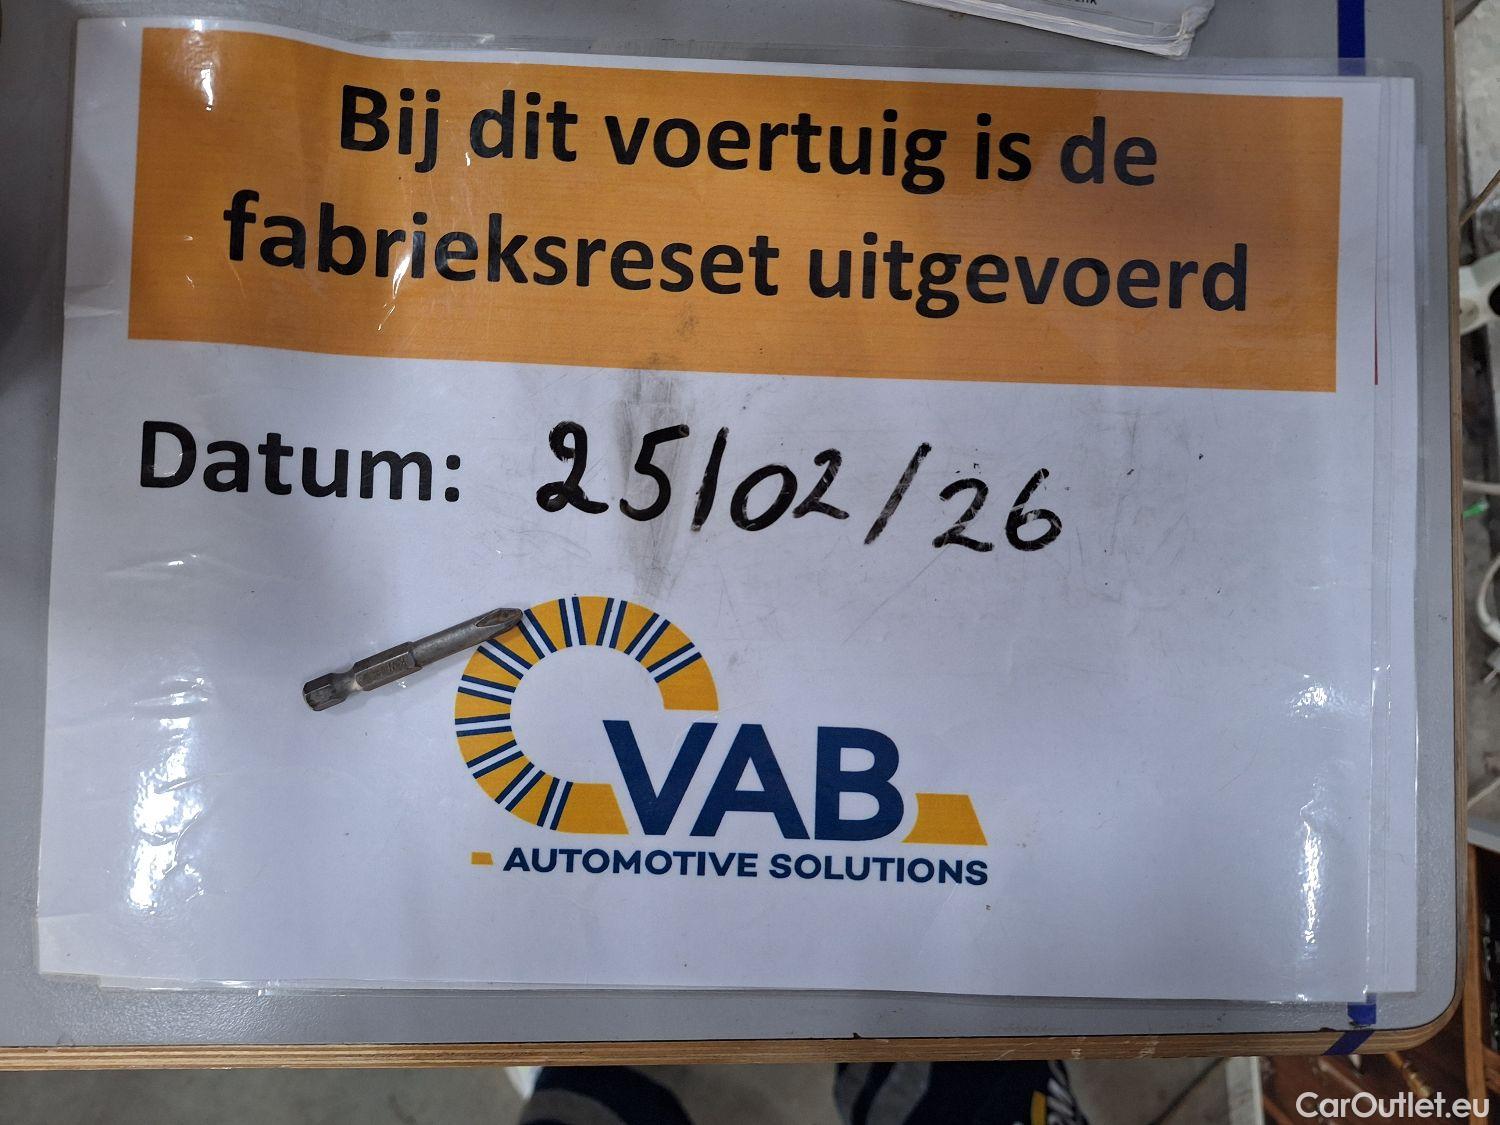 Bij dit voertuig is de
fabrieksreset uitgevoerd
Datum: 25/02/26
VAB
AUTOMOTIVE SOLUTIONS
CarOutlet.eu